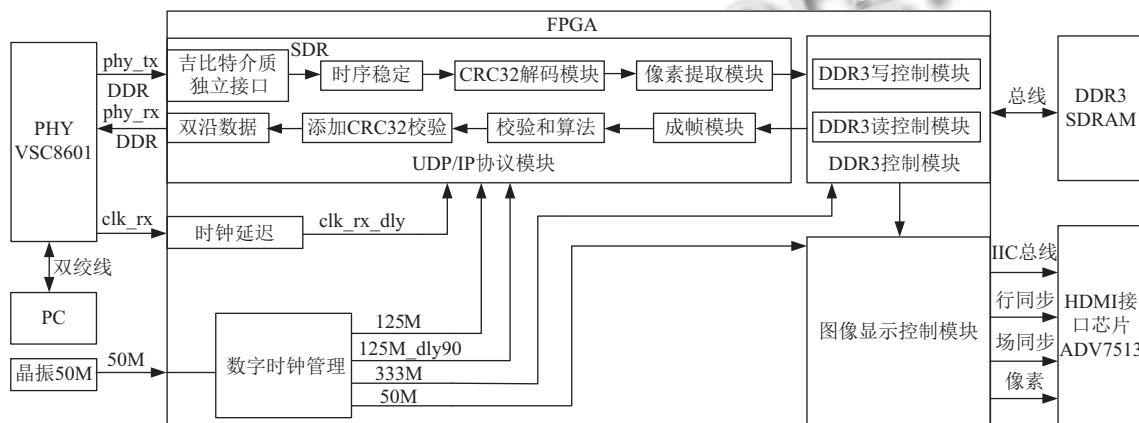 FPGA
PHY
VSC8601
phy_tx
DDR
phy_rx
DDR
clk_rx
双绞线
PC
晶振50M
50M
吉比特介质
独立接口
SDR
时序稳定
CRC32解码模块
像素提取模块
双沿数据
添加CRC32校验
校验和算法
成帧模块
UDP/IP协议模块
DDR3写控制模块
DDR3读控制模块
DDR3控制模块
总线
DDR3
SDRAM
时钟延迟
clk_rx_dly
数字时钟管理
125M
125M_dly90
333M
50M
图像显示控制模块
IIC总线
行同步
场同步
像素
HDMI接
口芯片
ADV7513